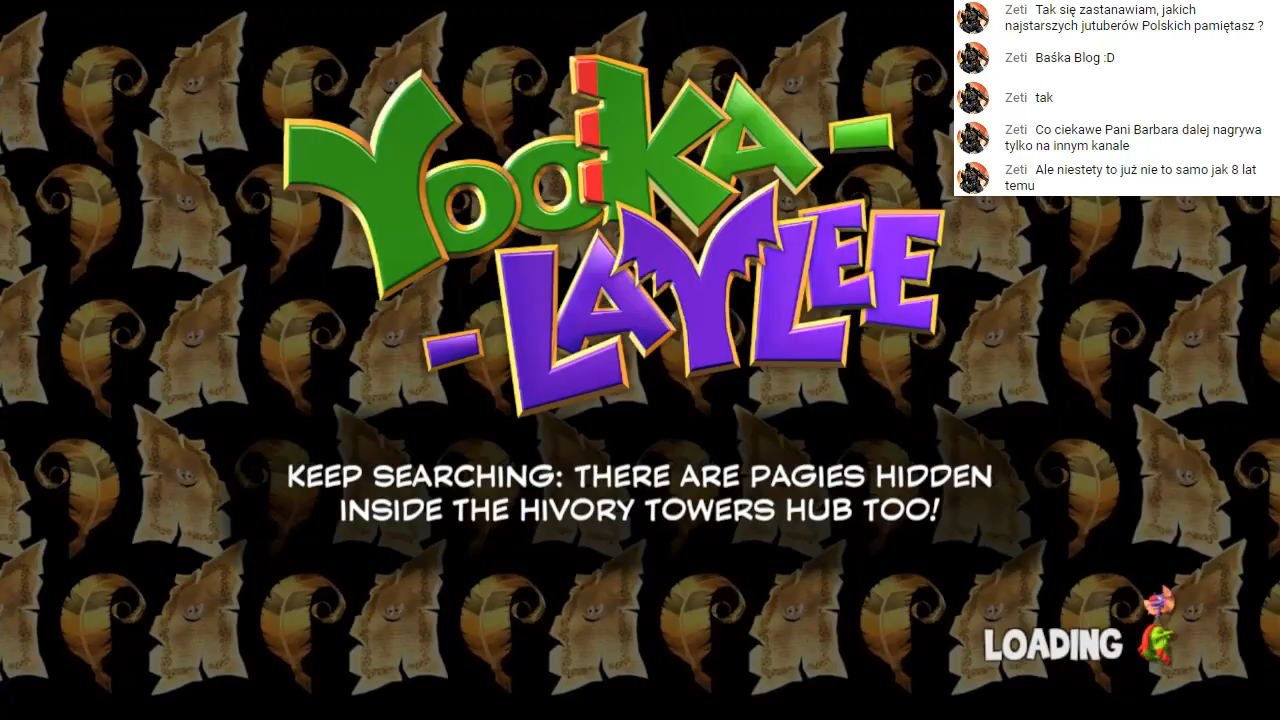 Zeti Tak się zastanawiam, jakich
najstarszych jutuberów Polskich pamiętasz ?
Zeti Baśka Blog :D
Zeti tak
Zeti Co ciekawe Pani Barbara dalej nagrywa
tylko na innym kanale
Zeti Ale niestety to już nie to samo jak 8 lat
temu
YOOKA-
-LAYLEE
KEEP SEARCHING: THERE ARE PAGIES HIDDEN
INSIDE THE HIVORY TOWERS HUB TOO!
LOADING